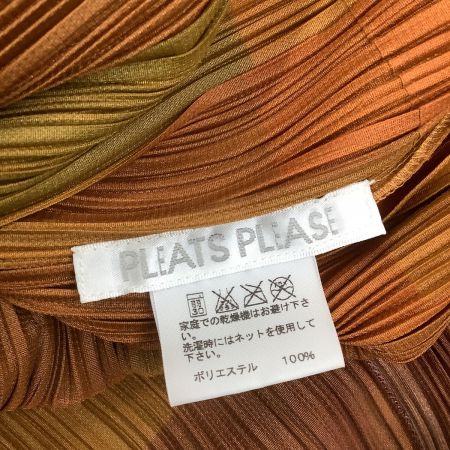 PLEATS PLEASE
家庭での乾燥機はお避け下さ
い。
洗濯時にはネットを使用して
下さい。
ポリエステル 100%